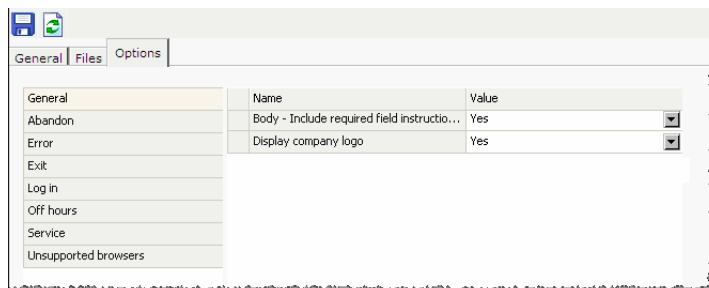 General Files Options
General Name Value
Abandon Body - Include required field instructio... Yes
Error Display company logo Yes
Exit
Log in
Off hours
Service
Unsupported browsers